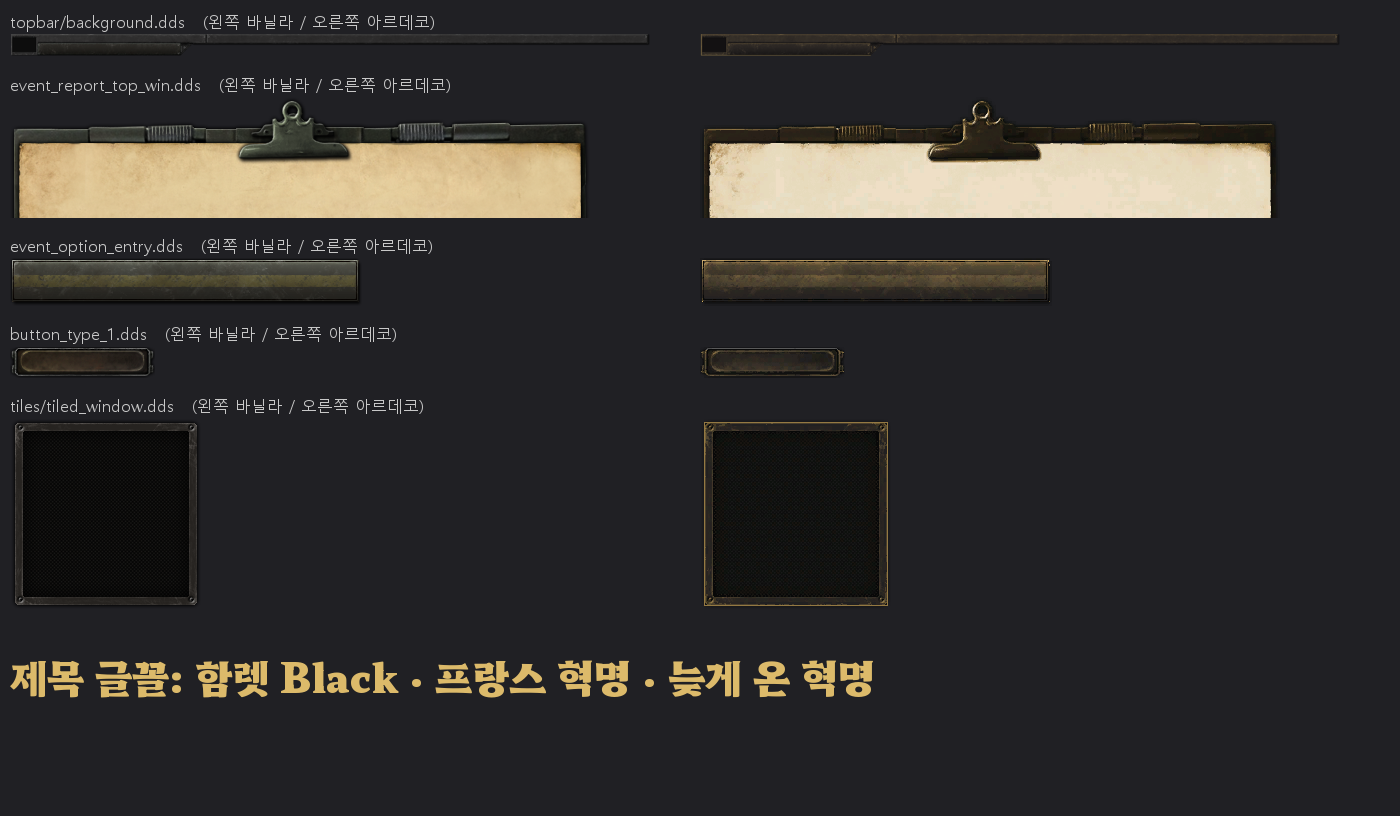 topbar/background.dds (왼쪽 바닐라 / 오른쪽 아르데코)
event_report_top_win.dds (왼쪽 바닐라 / 오른쪽 아르데코)
event_option_entry.dds (왼쪽 바닐라 / 오른쪽 아르데코)
button_type_1.dds (왼쪽 바닐라 / 오른쪽 아르데코)
tiles/tiled_window.dds (왼쪽 바닐라 / 오른쪽 아르데코)
제목 글꼴: 함렛 Black · 프랑스 혁명 · 늦게 온 혁명